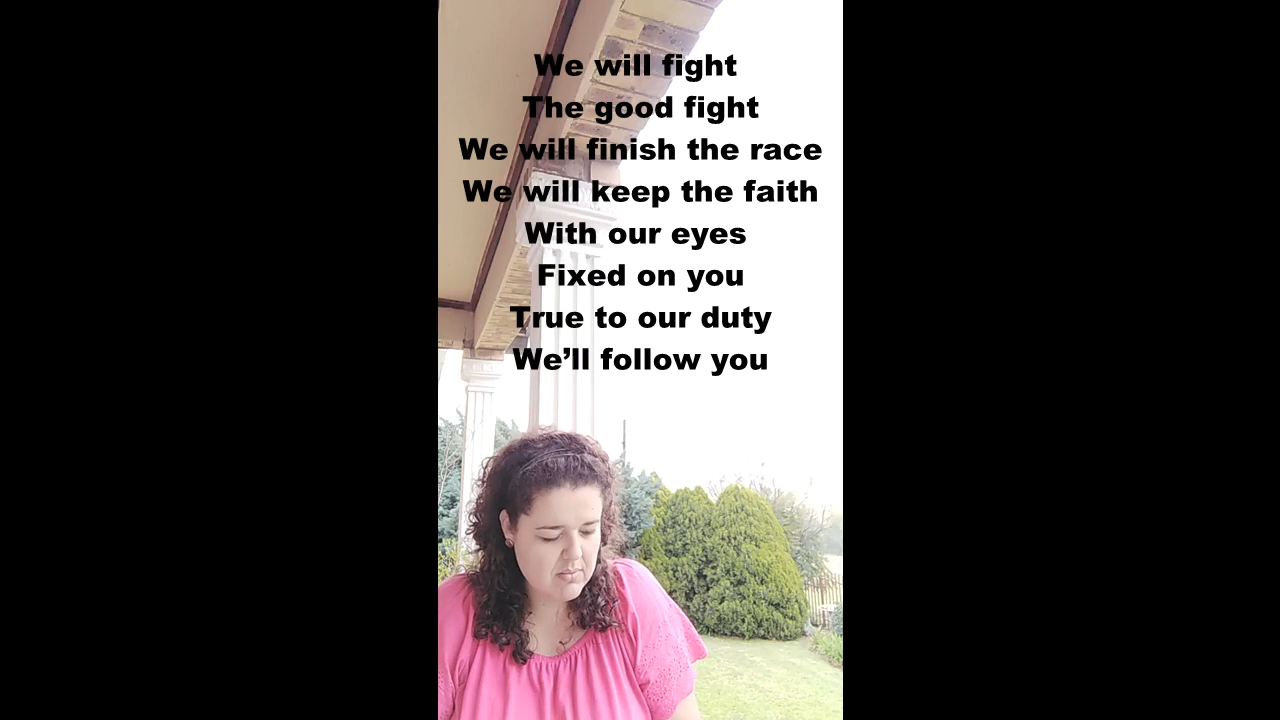 We will fight
The good fight
We will finish the race
We will keep the faith
With our eyes
Fixed on you
True to our duty
We’ll follow you